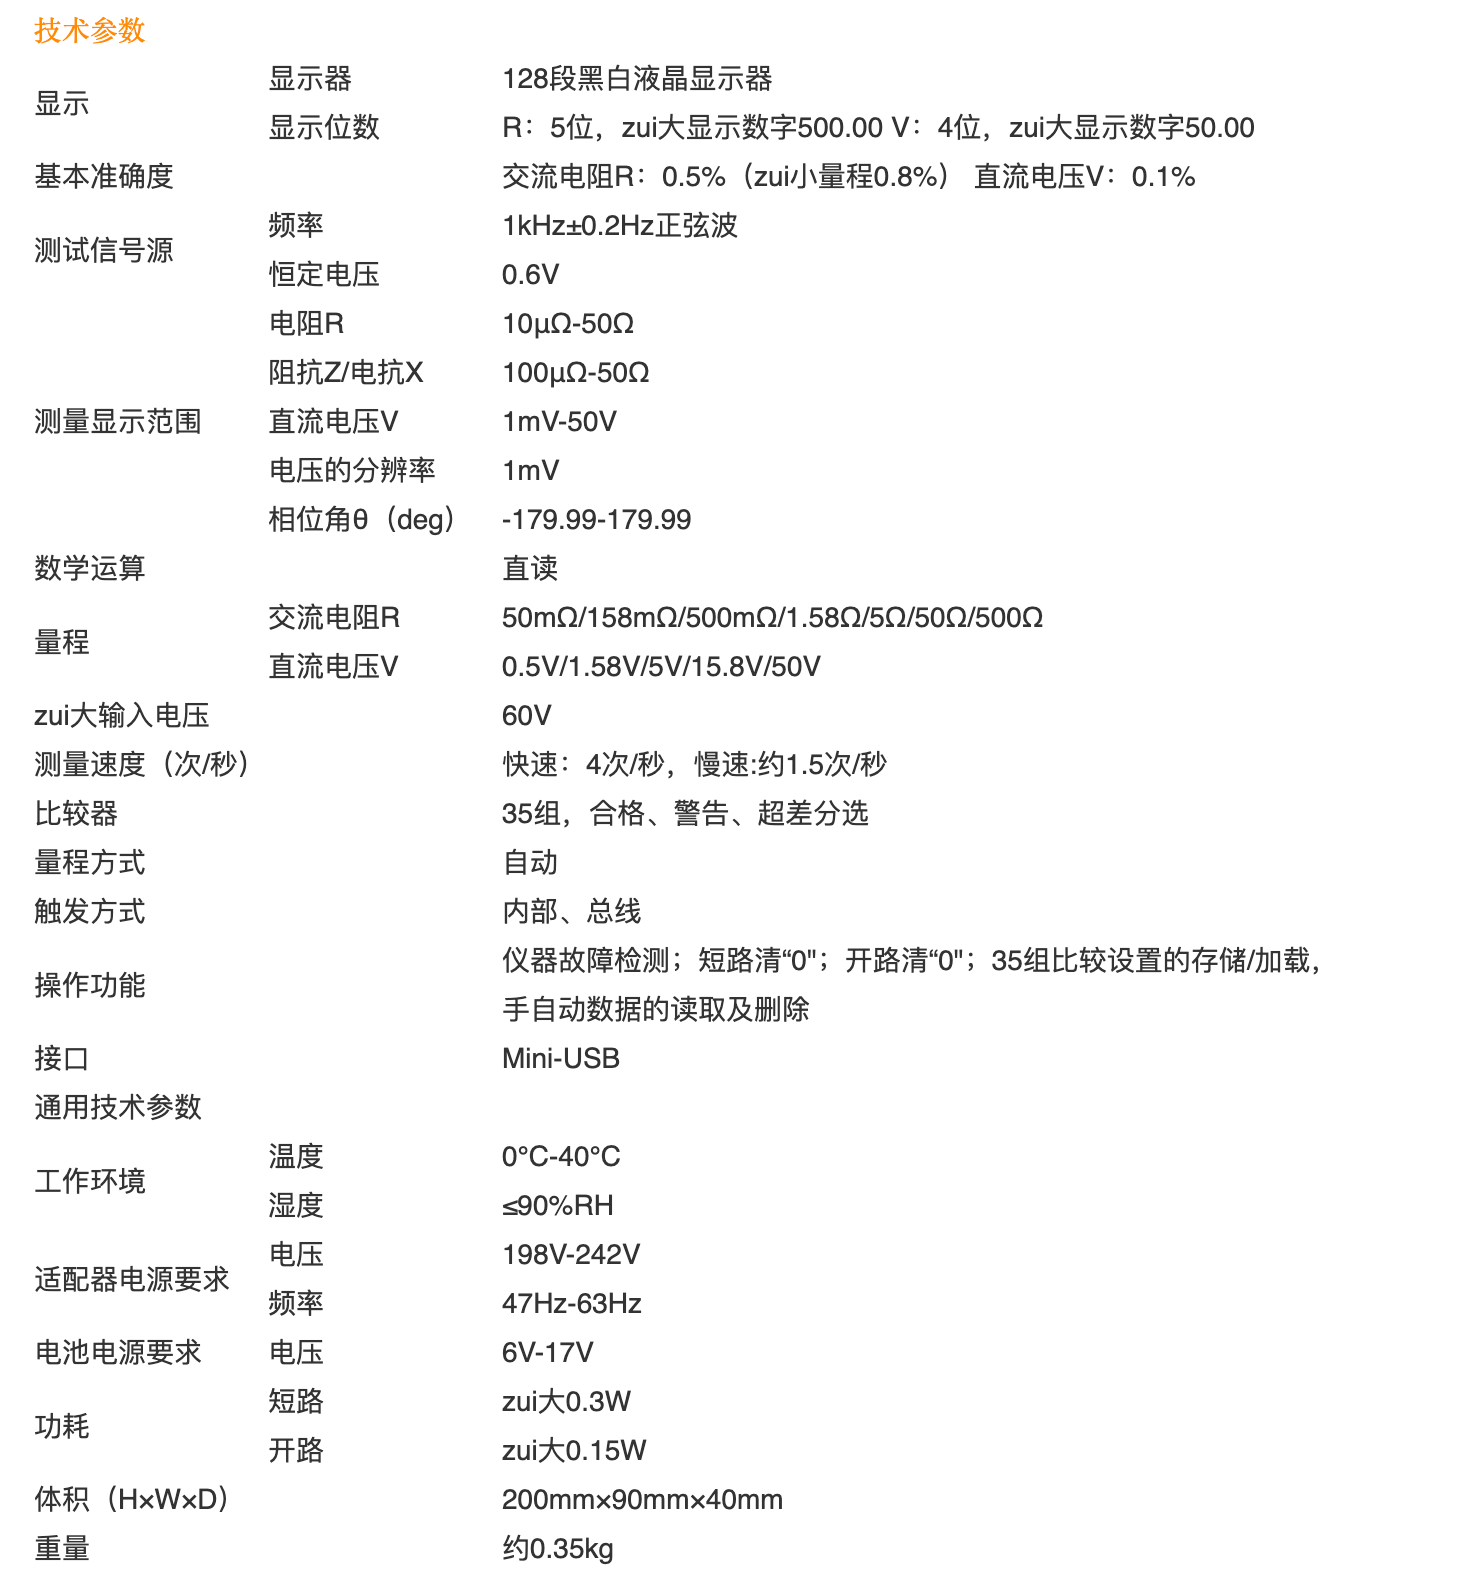 技术参数
显示 显示器 128段黑白液晶显示器
显示位数 R：5位，zui大显示数字500.00 V：4位，zui大显示数字50.00
基本准确度 交流电阻R：0.5%（zui小量程0.8%） 直流电压V：0.1%
测试信号源 频率 1kHz±0.2Hz正弦波
恒定电压 0.6V
电阻R 10μΩ-50Ω
阻抗Z/电抗X 100μΩ-50Ω
测量显示范围 直流电压V 1mV-50V
电压的分辨率 1mV
相位角θ（deg） -179.99-179.99
数学运算 直读
量程 交流电阻R 50mΩ/158mΩ/500mΩ/1.58Ω/5Ω/50Ω/500Ω
直流电压V 0.5V/1.58V/5V/15.8V/50V
zui大输入电压 60V
测量速度（次/秒） 快速：4次/秒，慢速:约1.5次/秒
比较器 35组，合格、警告、超差分选
量程方式 自动
触发方式 内部、总线
操作功能 仪器故障检测；短路清“0"；开路清“0"；35组比较设置的存储/加载，
手自动数据的读取及删除
接口 Mini-USB
通用技术参数
工作环境 温度 0°C-40°C
湿度 ≤90%RH
适配器电源要求 电压 198V-242V
频率 47Hz-63Hz
电池电源要求 电压 6V-17V
功耗 短路 zui大0.3W
开路 zui大0.15W
体积（H×W×D） 200mm×90mm×40mm
重量 约0.35kg